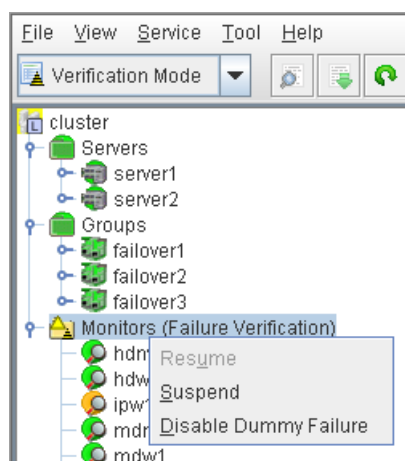 File View Service Tool Help
Verification Mode
cluster
Servers
server1
server2
Groups
failover1
failover2
failover3
Monitors (Failure Verification)
Resume
Suspend
Disable Dummy Failure
mdw1